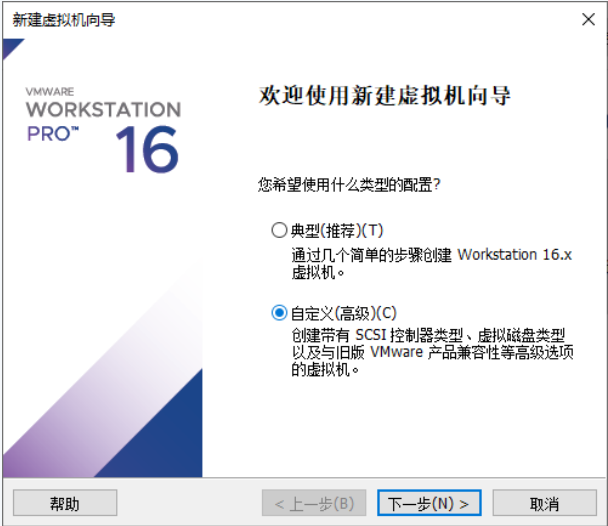 新建虚拟机向导
VMWARE
WORKSTATION
PRO™ 16
欢迎使用新建虚拟机向导
您希望使用什么类型的配置?
典型(推荐)(T)
通过几个简单的步骤创建 Workstation 16.x
虚拟机。
自定义(高级)(C)
创建带有 SCSI 控制器类型、虚拟磁盘类型
以及与旧版 VMware 产品兼容性等高级选项
的虚拟机。
帮助
< 上一步(B)
下一步(N) >
取消